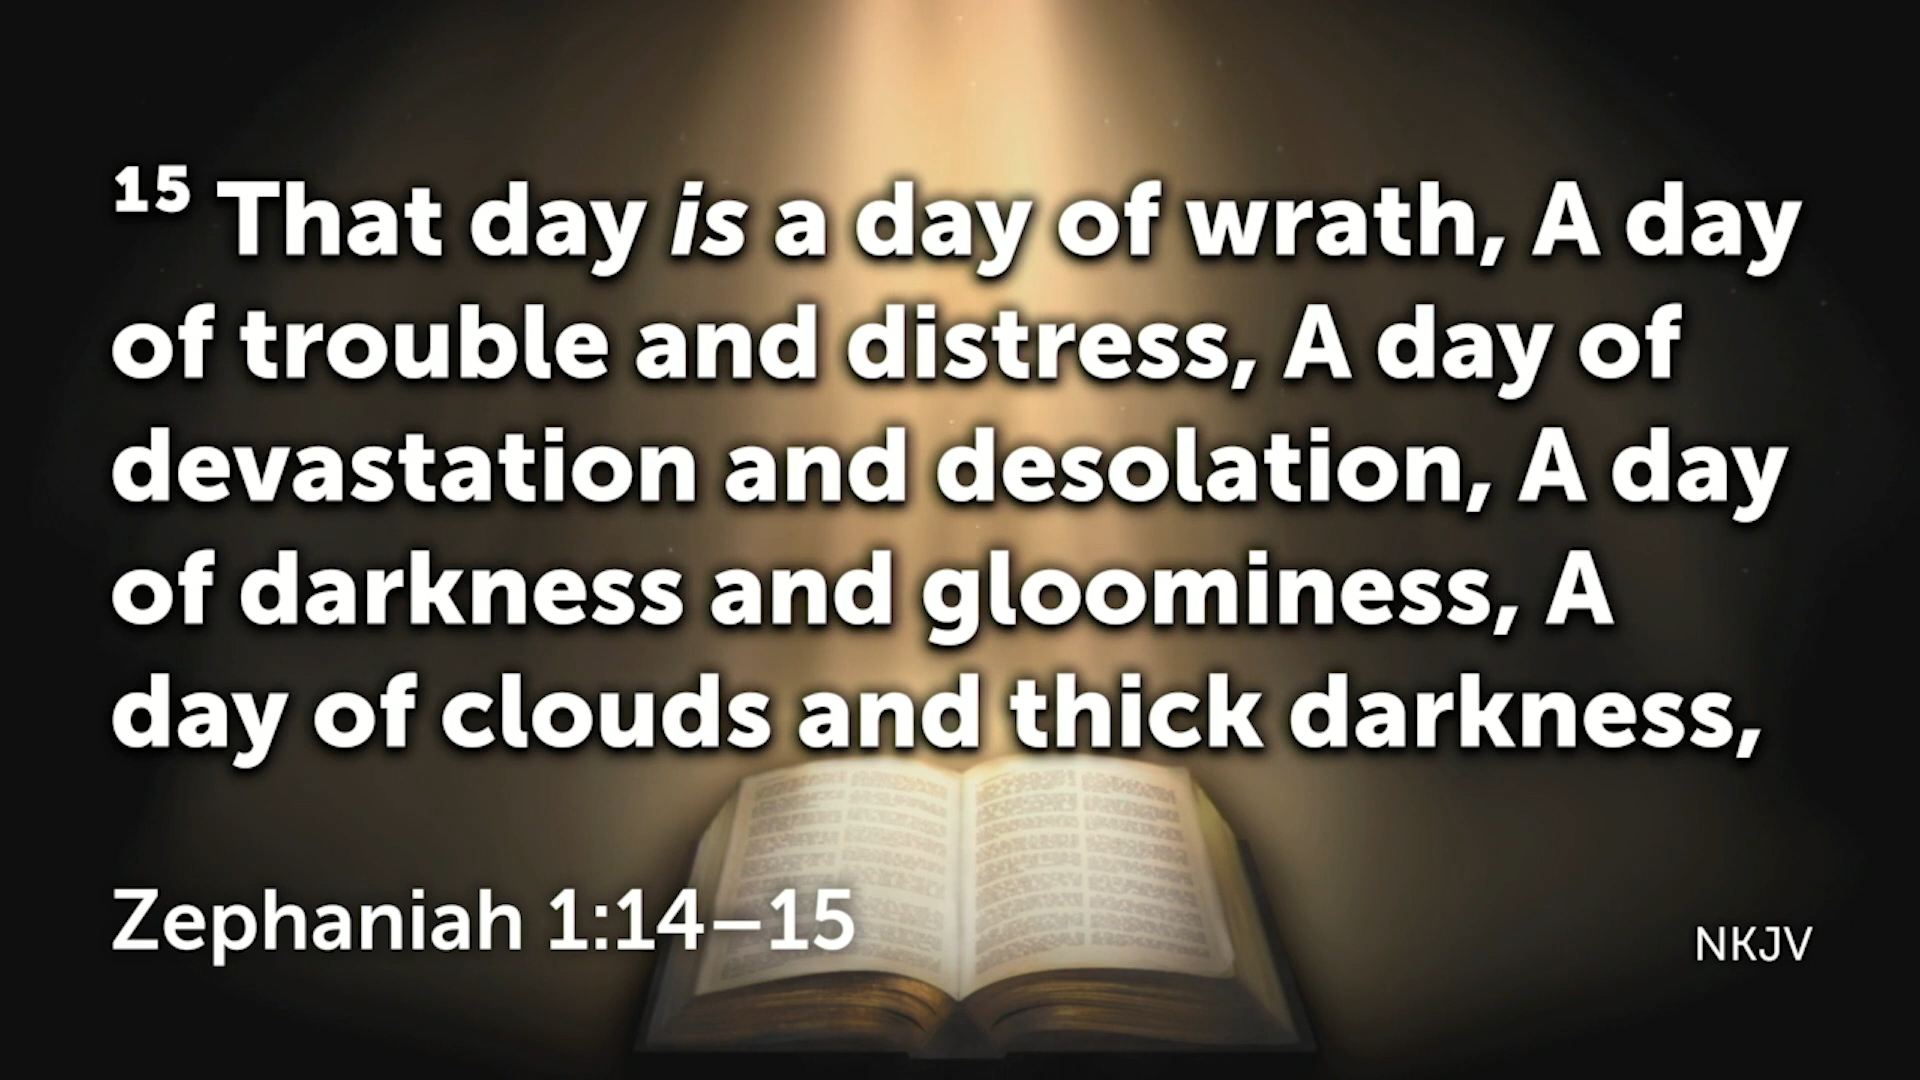 15 That day is a day of wrath, A day
of trouble and distress, A day of
devastation and desolation, A day
of darkness and gloominess, A
day of clouds and thick darkness,
Zephaniah 1:14–15
NKJV